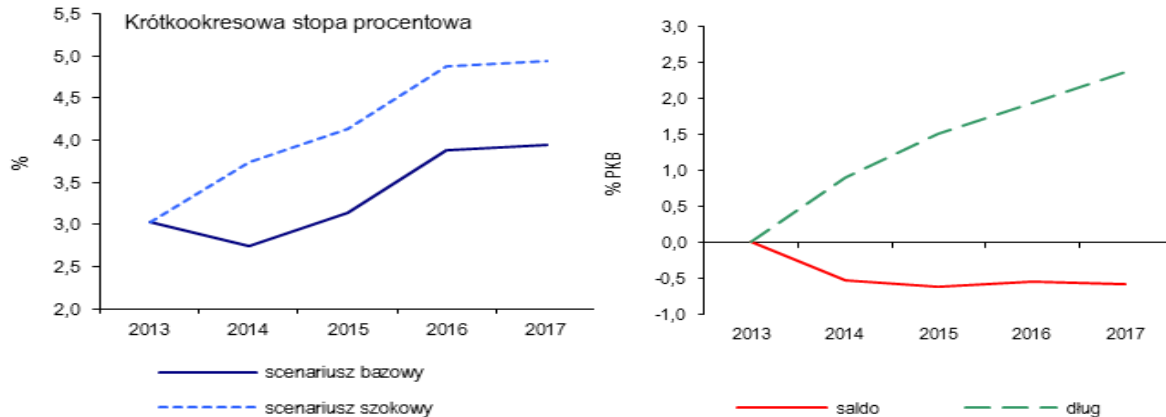 Krótkookresowa stopa procentowa
5,5
5,0
4,5
4,0
3,5
3,0
2,5
2,0
%
2013 2014 2015 2016 2017
scenariusz bazowy
scenariusz szokowy
3,0
2,5
2,0
1,5
1,0
0,5
0,0
-0,5
-1,0
% PKB
2013 2014 2015 2016 2017
saldo dług